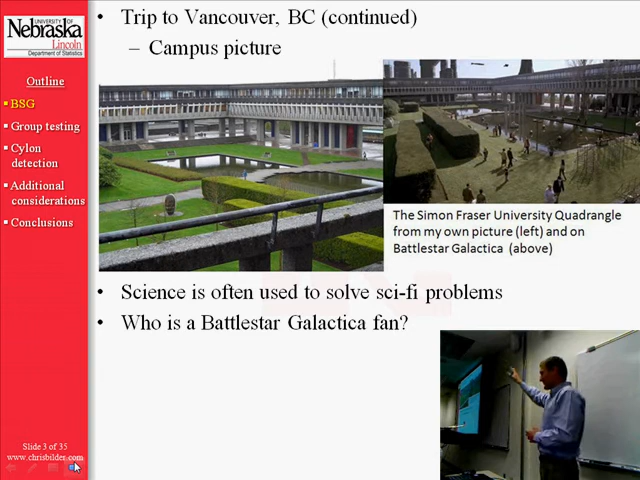 UNIVERSITY OF
Nebraska
Lincoln
Department of Statistics
Outline
▪ BSG
▪ Group testing
▪ Cylon
detection
▪ Additional
considerations
▪ Conclusions
Slide 3 of 35
www.chrisbilder.com
• Trip to Vancouver, BC (continued)
– Campus picture
The Simon Fraser University Quadrangle
from my own picture (left) and on
Battlestar Galactica (above)
• Science is often used to solve sci-fi problems
• Who is a Battlestar Galactica fan?